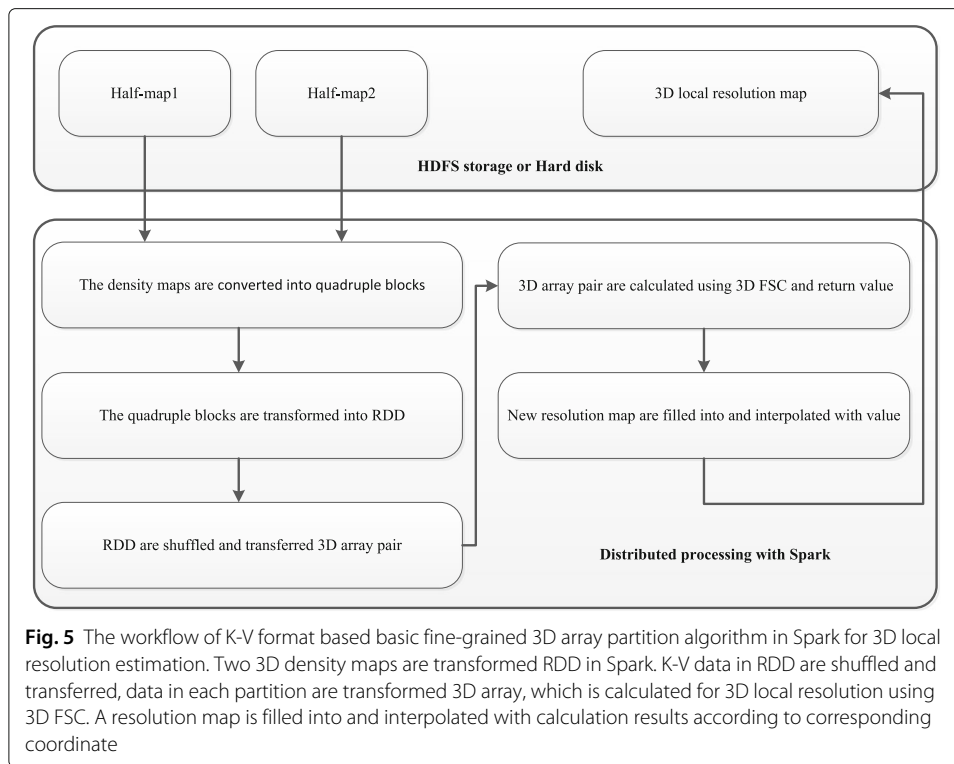 Half-map1
Half-map2
3D local resolution map
HDFS storage or Hard disk
The density maps are converted into quadruple blocks
The quadruple blocks are transformed into RDD
RDD are shuffled and transferred 3D array pair
3D array pair are calculated using 3D FSC and return value
New resolution map are filled into and interpolated with value
Distributed processing with Spark
Fig. 5 The workflow of K-V format based basic fine-grained 3D array partition algorithm in Spark for 3D local
resolution estimation. Two 3D density maps are transformed RDD in Spark. K-V data in RDD are shuffled and
transferred, data in each partition are transformed 3D array, which is calculated for 3D local resolution using
3D FSC. A resolution map is filled into and interpolated with calculation results according to corresponding
coordinate